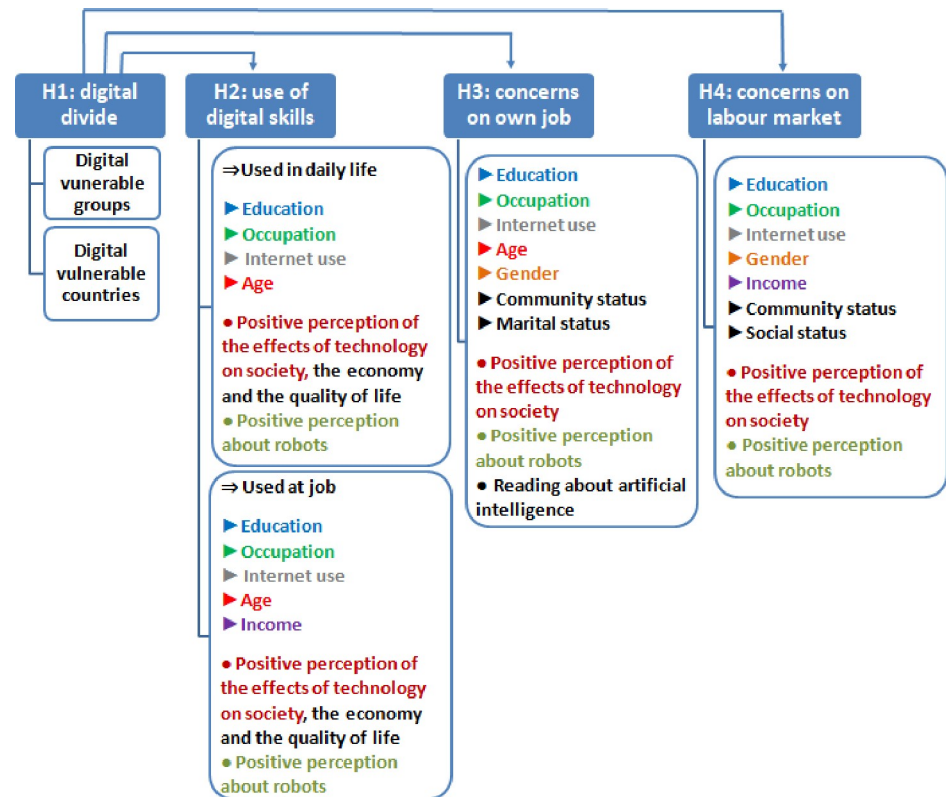 H1: digital
divide
Digital
vunerable
groups
Digital
vulnerable
countries
H2: use of
digital skills
⇒Used in daily life
►Education
►Occupation
► Internet use
►Age
● Positive perception of
the effects of technology
on society, the economy
and the quality of life
● Positive perception
about robots
⇒ Used at job
►Education
►Occupation
► Internet use
►Age
►Income
● Positive perception of
the effects of technology
on society, the economy
and the quality of life
● Positive perception
about robots
H3: concerns
on own job
►Education
►Occupation
►Internet use
►Age
►Gender
►Community status
►Marital status
● Positive perception of
the effects of technology
on society
● Positive perception
about robots
● Reading about artificial
intelligence
H4: concerns on
labour market
►Education
►Occupation
►Internet use
►Gender
►Income
►Community status
►Social status
● Positive perception of
the effects of technology
on society
● Positive perception
about robots